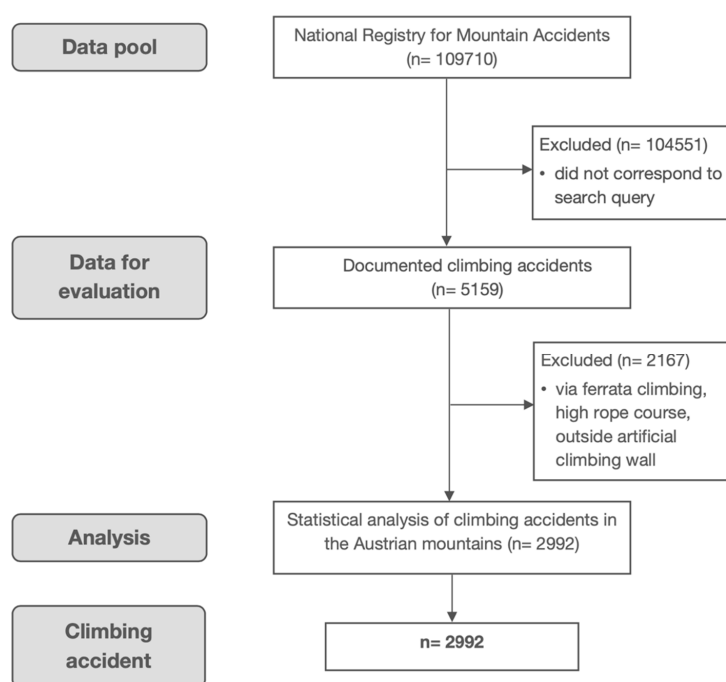 Data pool
National Registry for Mountain Accidents
(n= 109710)
Excluded (n= 104551)
• did not correspond to
search query
Data for
evaluation
Documented climbing accidents
(n= 5159)
Excluded (n= 2167)
• via ferrata climbing,
high rope course,
outside artificial
climbing wall
Analysis
Statistical analysis of climbing accidents in
the Austrian mountains (n= 2992)
Climbing
accident
n= 2992